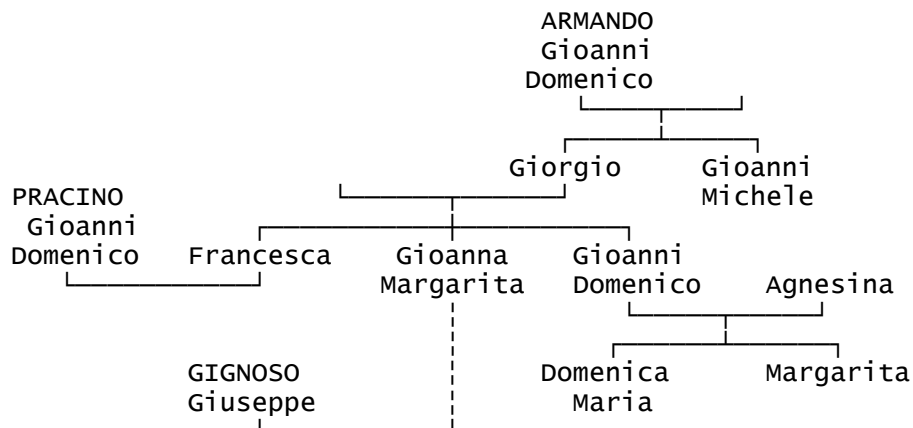 ARMANDO
Gioanni
Domenico
Giorgio Gioanni
Michele
PRACINO
Gioanni
Domenico Francesca Gioanna Gioanni
Margarita Domenico Agnesina
GIGNOSO Domenica Margarita
Giuseppe Maria